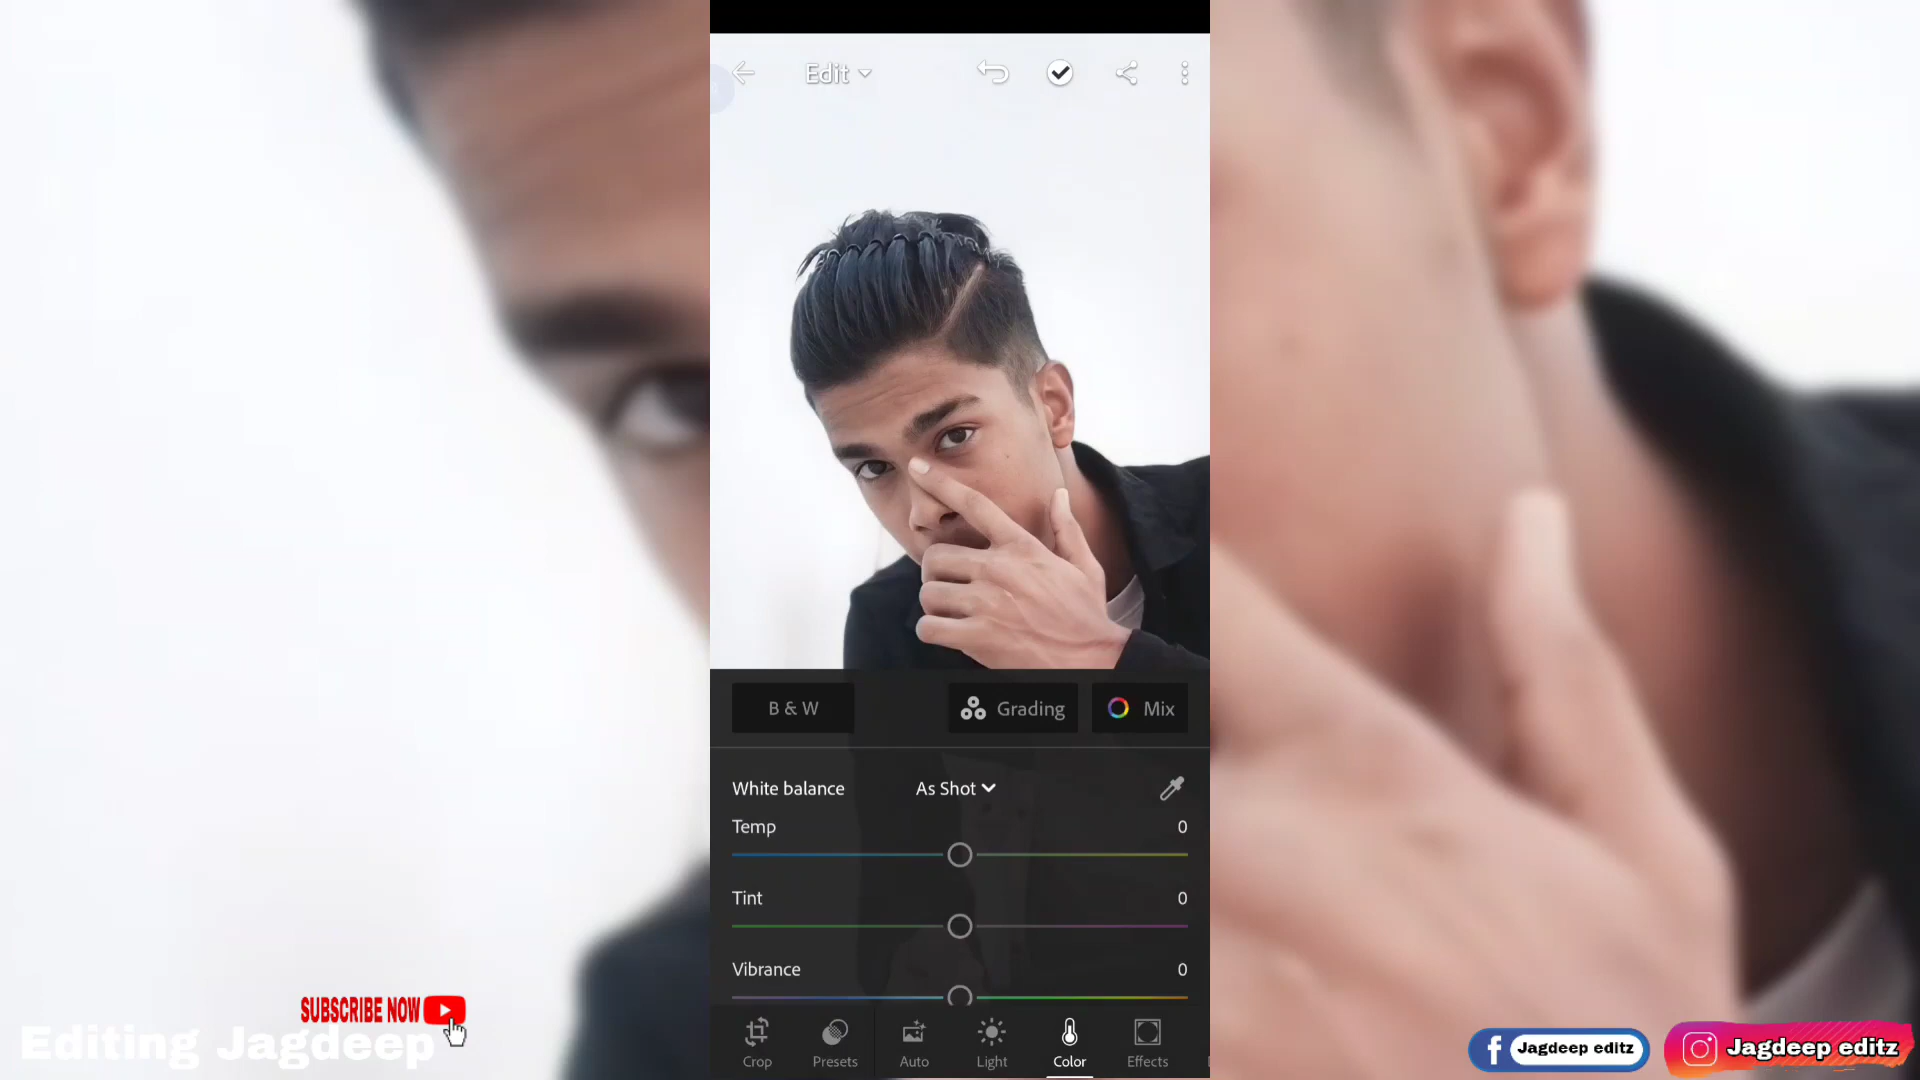 Edit
B & W
Grading
Mix
White balance
As Shot
Temp
0
Tint
0
Vibrance
0
Crop
Presets
Auto
Light
Color
Effects
SUBSCRIBE NOW
Editing Jagdeep
Jagdeep editz
Jagdeep editz